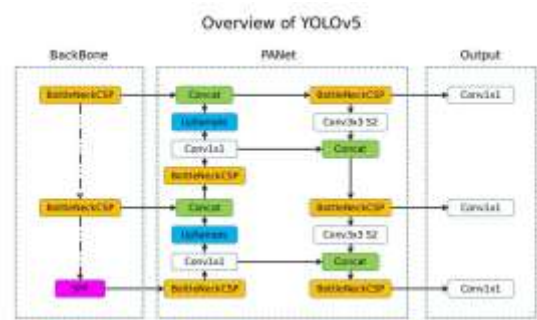 Overview of YOLOv5
BackBone PANet Output
BottleNeckCSP Concat BottleNeckCSP Conv1x1
UpSample Conv3x3 S2
Conv1x1 Concat
BottleNeckCSP
BottleNeckCSP Concat BottleNeckCSP Conv1x1
UpSample Conv3x3 S2
Conv1x1 Concat
SPP BottleNeckCSP BottleNeckCSP Conv1x1